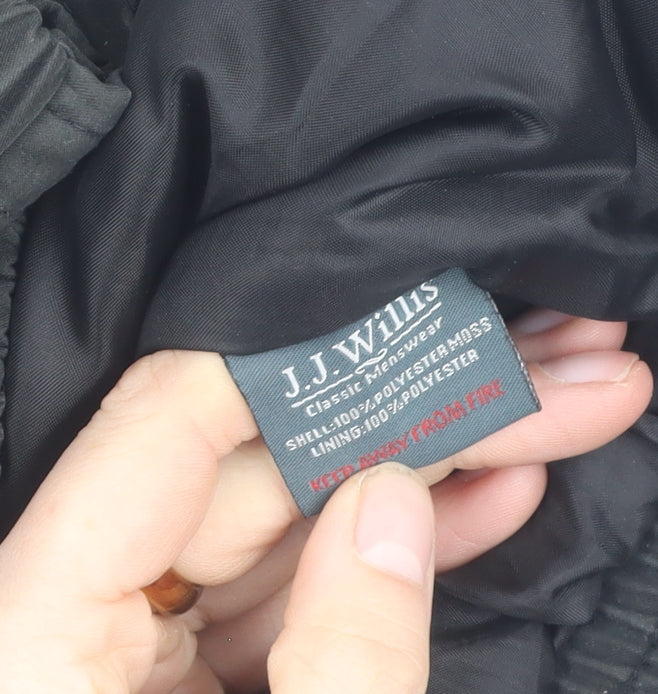 J.J.Willis
Classic Menswear
SHELL:100%POLYESTER MOSS
LINING:100%POLYESTER
KEEP AWAY FROM FIRE